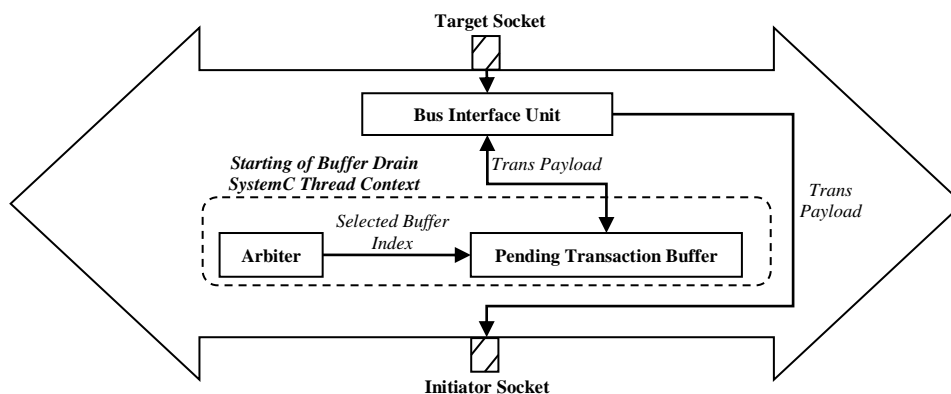 Target Socket
Bus Interface Unit
Starting of Buffer Drain
SystemC Thread Context
Trans Payload
Trans
Payload
Selected Buffer
Index
Arbiter
Pending Transaction Buffer
Initiator Socket